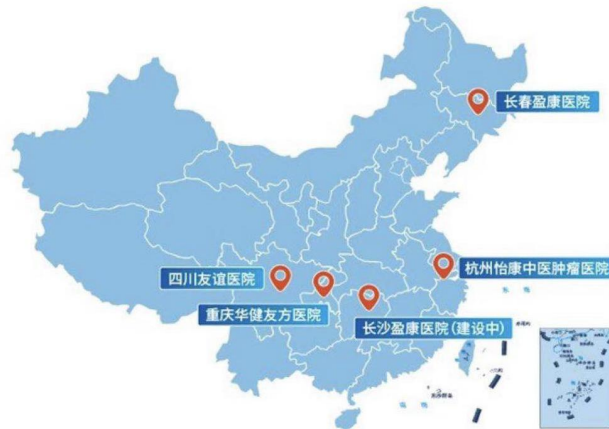 长春盈康医院
杭州怡康中医肿瘤医院
四川友谊医院
重庆华健友方医院
长沙盈康医院(建设中)